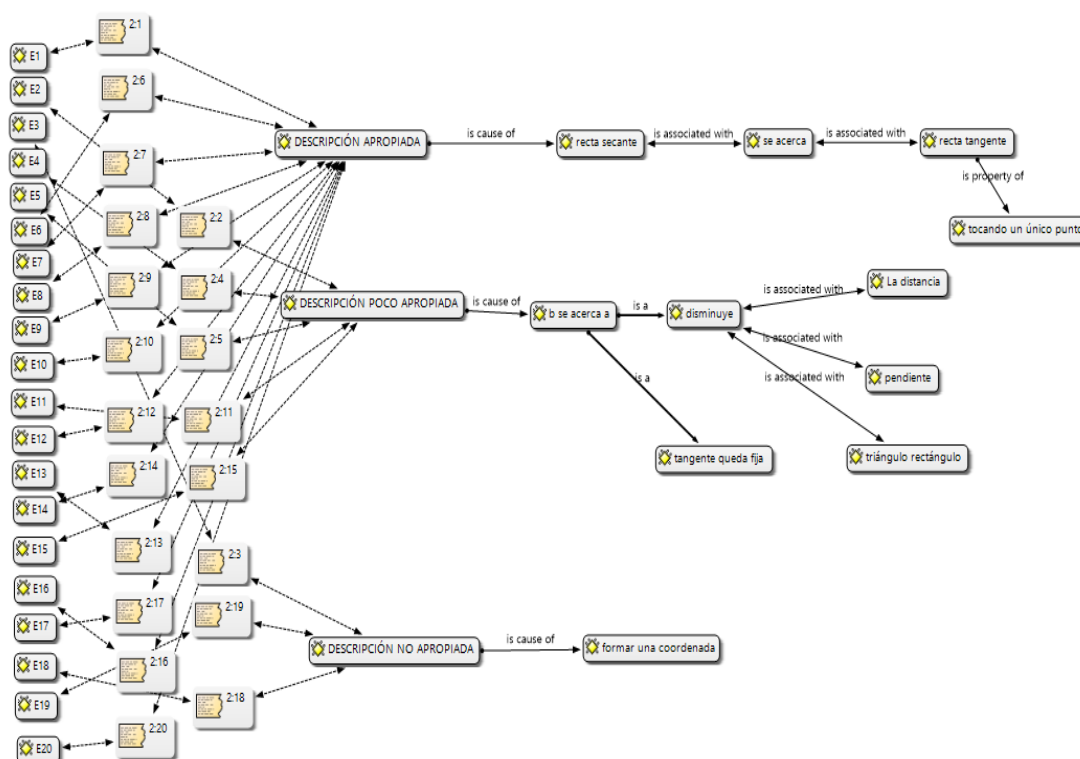 E1
E2
E3
E4
E5
E6
E7
E8
E9
E10
E11
E12
E13
E14
E15
E16
E17
E18
E19
E20
2:1
2:6
2:7
2:8
2:2
2:9
2:4
2:10
2:5
2:12
2:11
2:14
2:15
2:13
2:3
2:17
2:19
2:16
2:18
2:20
DESCRIPCIÓN APROPIADA
is cause of
recta secante
is associated with
se acerca
is associated with
recta tangente
is property of
tocando un único punto
DESCRIPCIÓN POCO APROPIADA
is cause of
b se acerca a
is a
disminuye
is associated with
La distancia
is associated with
pendiente
is associated with
triángulo rectángulo
is a
tangente queda fija
DESCRIPCIÓN NO APROPIADA
is cause of
formar una coordenada